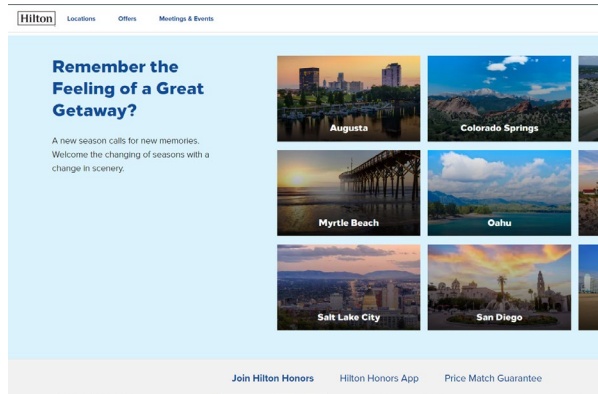 Hilton
Locations
Offers
Meetings & Events
Remember the
Feeling of a Great
Getaway?
A new season calls for new memories.
Welcome the changing of seasons with a
change in scenery.
Augusta
Colorado Springs
Myrtle Beach
Oahu
Salt Lake City
San Diego
Join Hilton Honors
Hilton Honors App
Price Match Guarantee